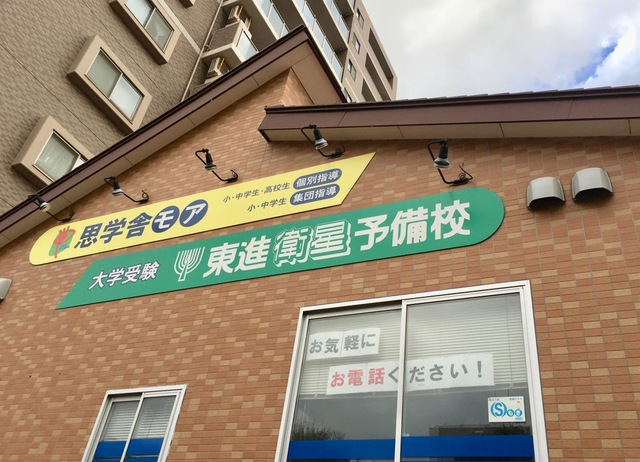 思学舎モア
小・中学生・高校生 個別指導
小・中学生 集団指導
大学受験 東進衛星予備校
お気軽に
お電話ください！